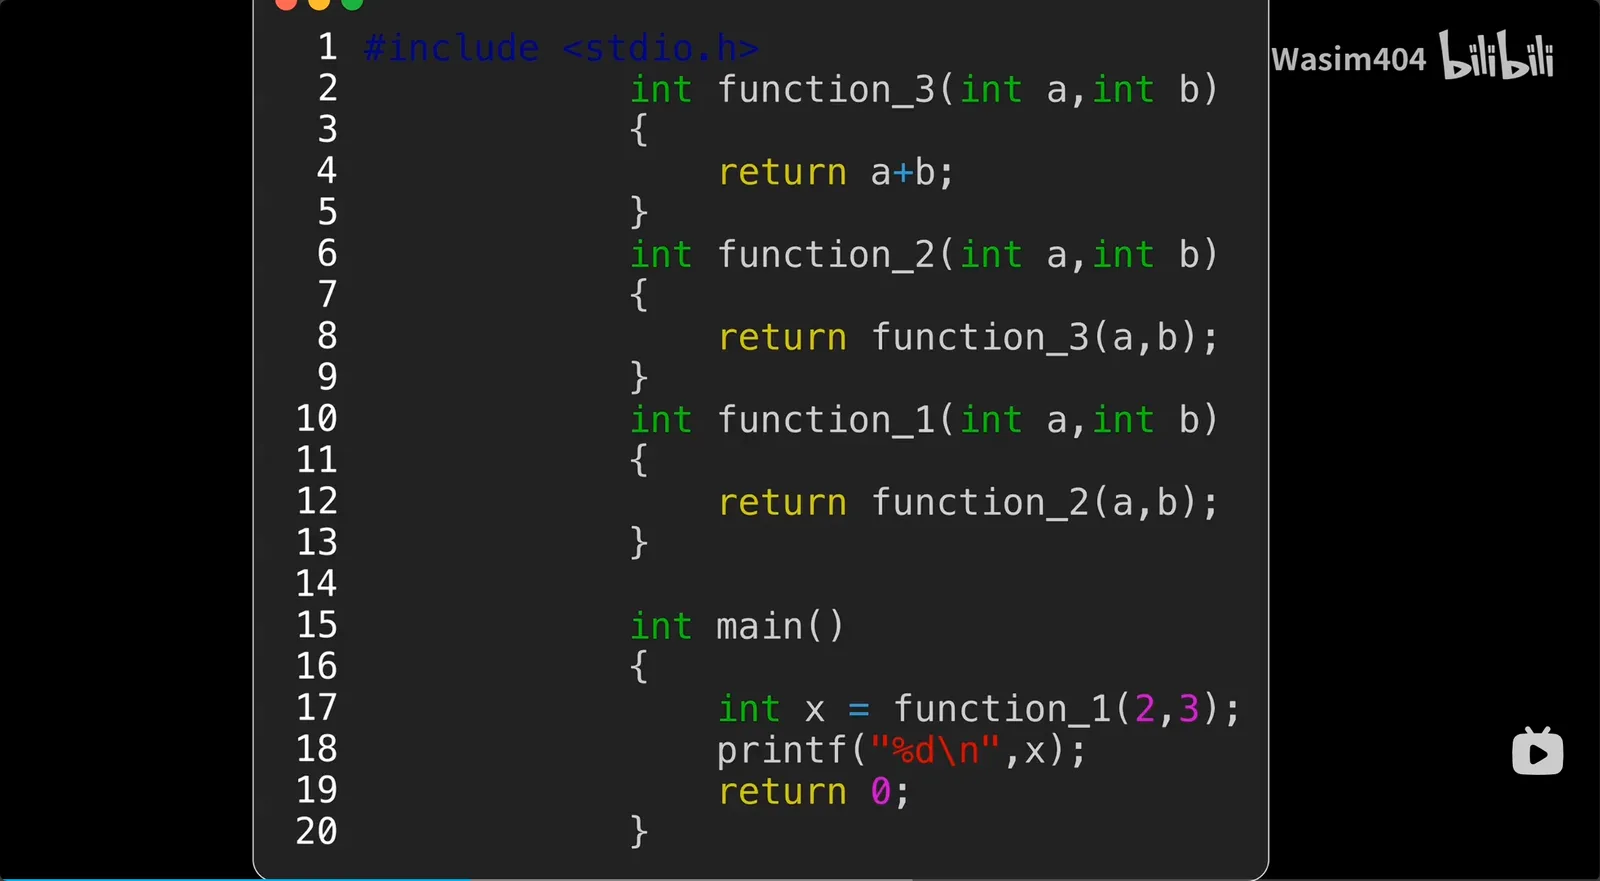 1 #include <stdio.h>
2 int function_3(int a,int b)
3 {
4 return a+b;
5 }
6 int function_2(int a,int b)
7 {
8 return function_3(a,b);
9 }
10 int function_1(int a,int b)
11 {
12 return function_2(a,b);
13 }
14
15 int main()
16 {
17 int x = function_1(2,3);
18 printf("%d\n",x);
19 return 0;
20 }
Wasim404 bilibili